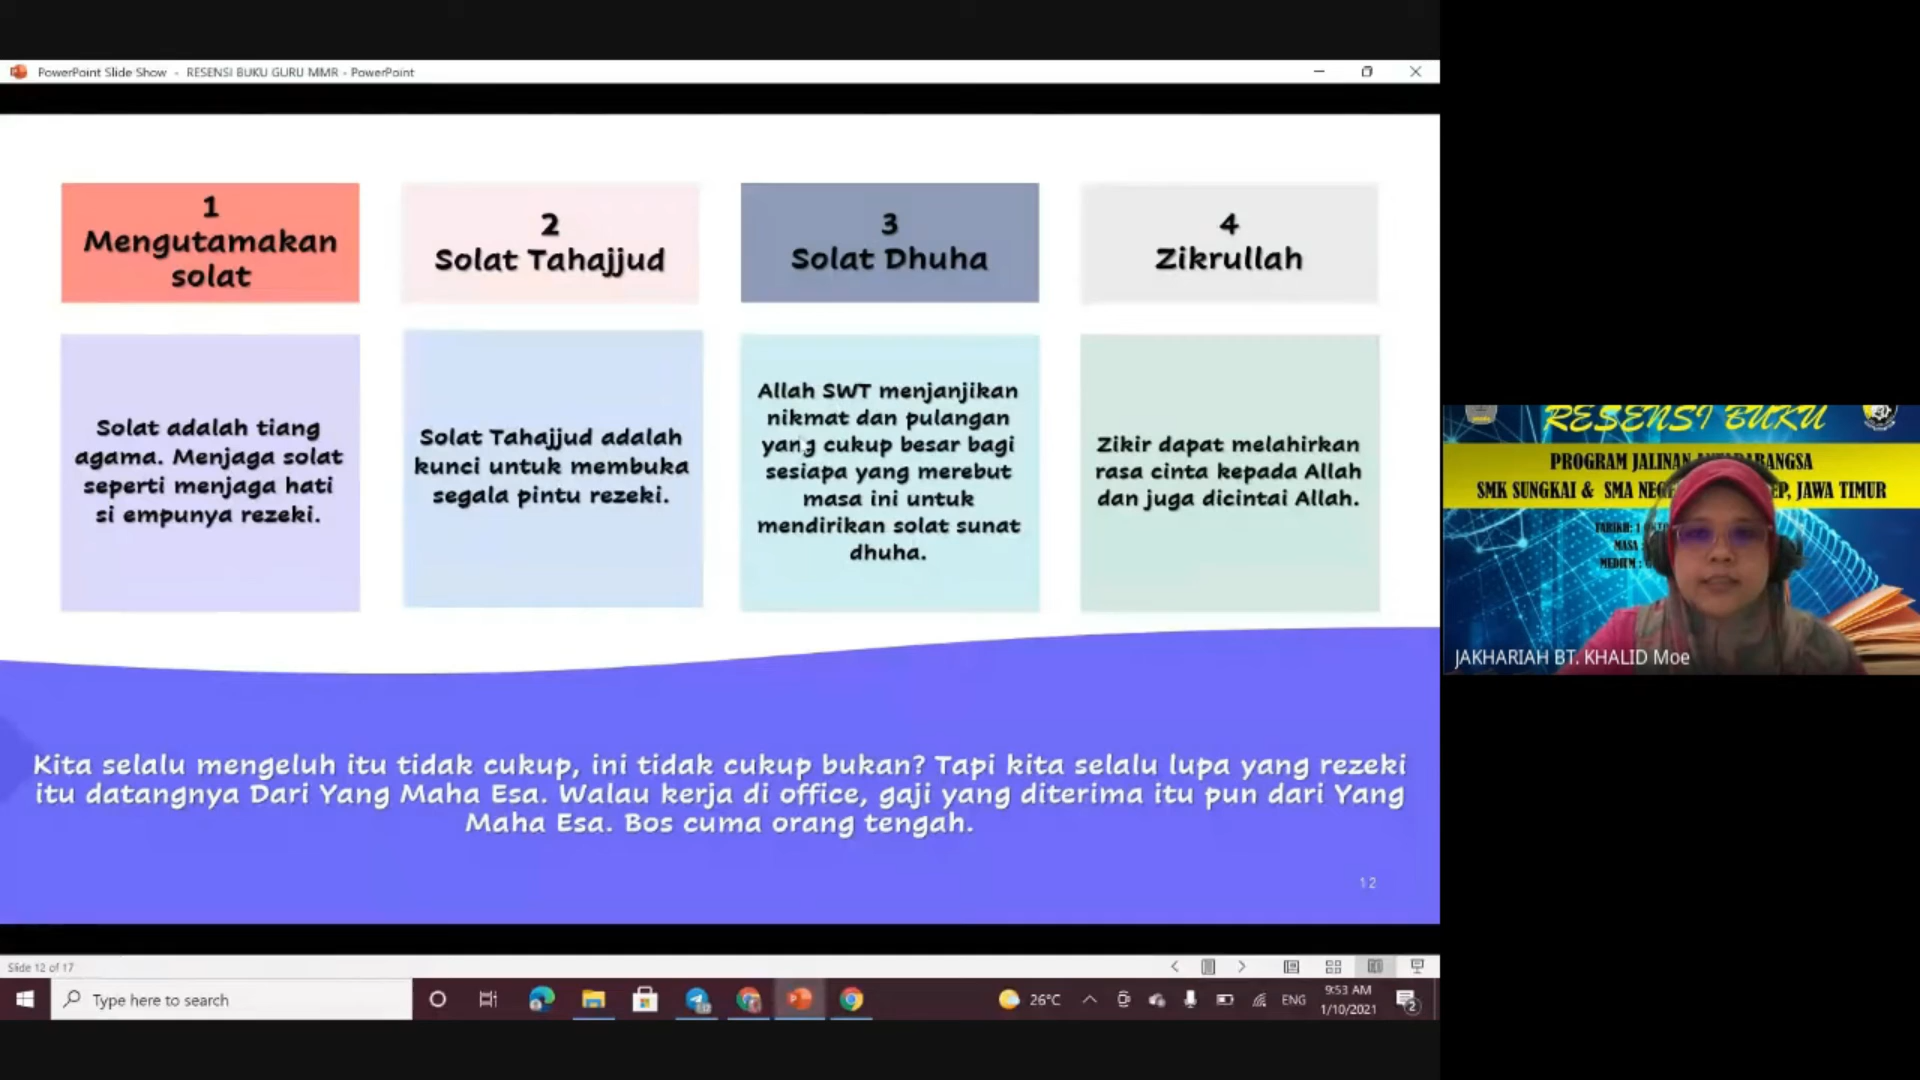 PowerPoint Slide Show - RESENSI BUKU GURU MMR - PowerPoint
1
Mengutamakan
solat
2
Solat Tahajjud
3
Solat Dhuha
4
Zikrullah
Solat adalah tiang
agama. Menjaga solat
seperti menjaga hati
si empunya rezeki.
Solat Tahajjud adalah
kunci untuk membuka
segala pintu rezeki.
Allah SWT menjanjikan
nikmat dan pulangan
yang cukup besar bagi
sesiapa yang merebut
masa ini untuk
mendirikan solat sunat
dhuha.
Zikir dapat melahirkan
rasa cinta kepada Allah
dan juga dicintai Allah.
Kita selalu mengeluh itu tidak cukup, ini tidak cukup bukan? Tapi kita selalu lupa yang rezeki
itu datangnya Dari Yang Maha Esa. Walau kerja di office, gaji yang diterima itu pun dari Yang
Maha Esa. Bos cuma orang tengah.
12
Slide 12 of 17
Type here to search
26°C
ENG
9:53 AM
1/10/2021
2
RESENSI BUKU
PROGRAM JALINAN
SMK SUNGKAI & SMA JAWA TIMUR
TARIKH: 1
MASA :
MEDIUM :
JAKHARIAH BT. KHALID Moe